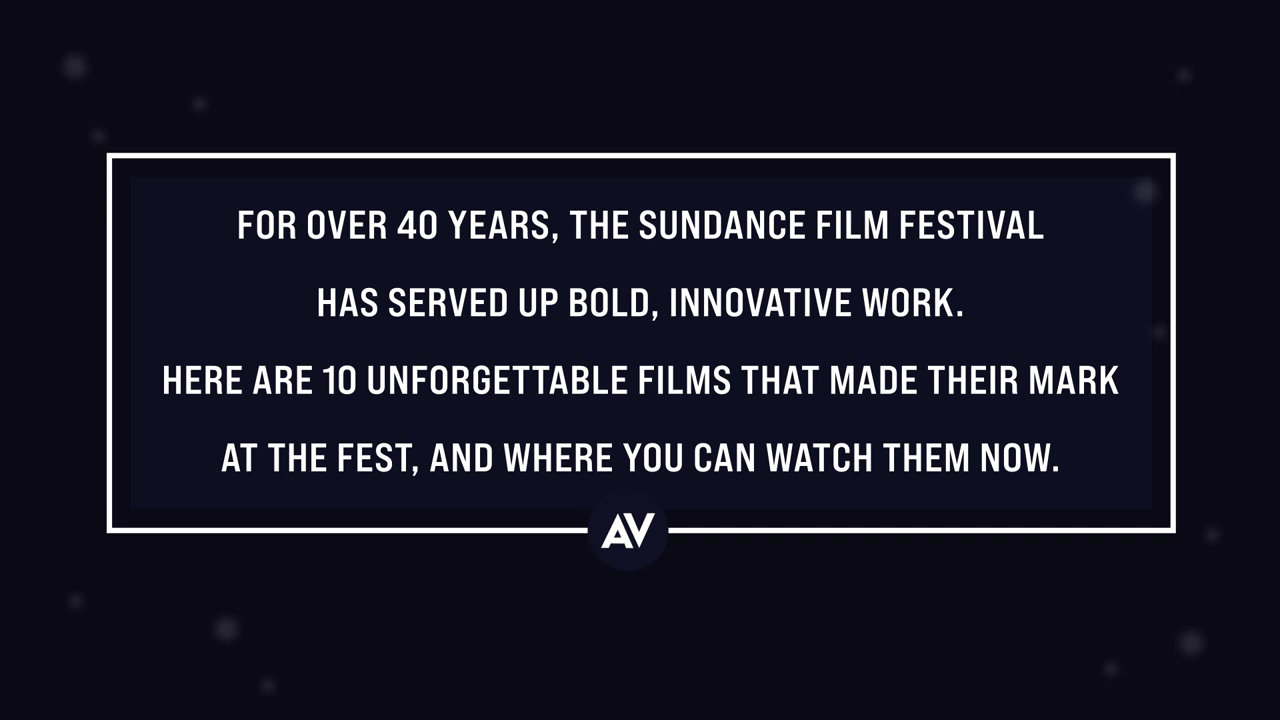 FOR OVER 40 YEARS, THE SUNDANCE FILM FESTIVAL
HAS SERVED UP BOLD, INNOVATIVE WORK.
HERE ARE 10 UNFORGETTABLE FILMS THAT MADE THEIR MARK
AT THE FEST, AND WHERE YOU CAN WATCH THEM NOW.
AV